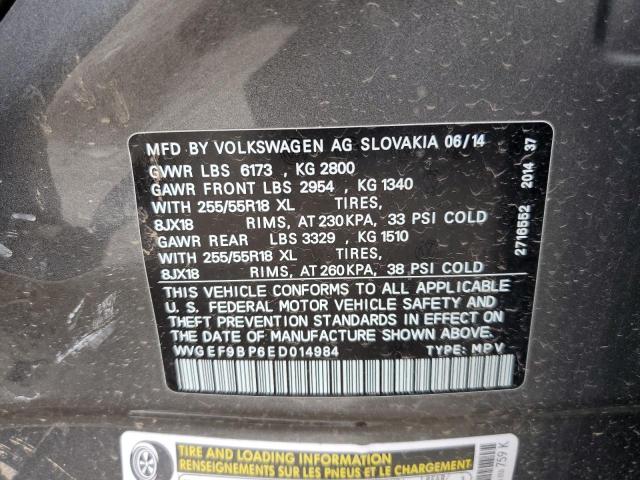 MFD BY VOLKSWAGEN AG SLOVAKIA 06/14
GVWR LBS 6173 , KG 2800
GAWR FRONT LBS 2954 , KG 1340
WITH 255/55R18 XL TIRES,
8JX18 RIMS, AT 230 KPA, 33 PSI COLD
GAWR REAR LBS 3329 , KG 1510
WITH 255/55R18 XL TIRES,
8JX18 RIMS, AT 260 KPA, 38 PSI COLD
THIS VEHICLE CONFORMS TO ALL APPLICABLE
U. S. FEDERAL MOTOR VEHICLE SAFETY AND
THEFT PREVENTION STANDARDS IN EFFECT ON
THE DATE OF MANUFACTURE SHOWN ABOVE.
WVGEF9BP6ED014984 TYPE: MPV
2716552 2014 37
TIRE AND LOADING INFORMATION
RENSEIGNEMENTS SUR LES PNEUS ET LE CHARGEMENT
759 K